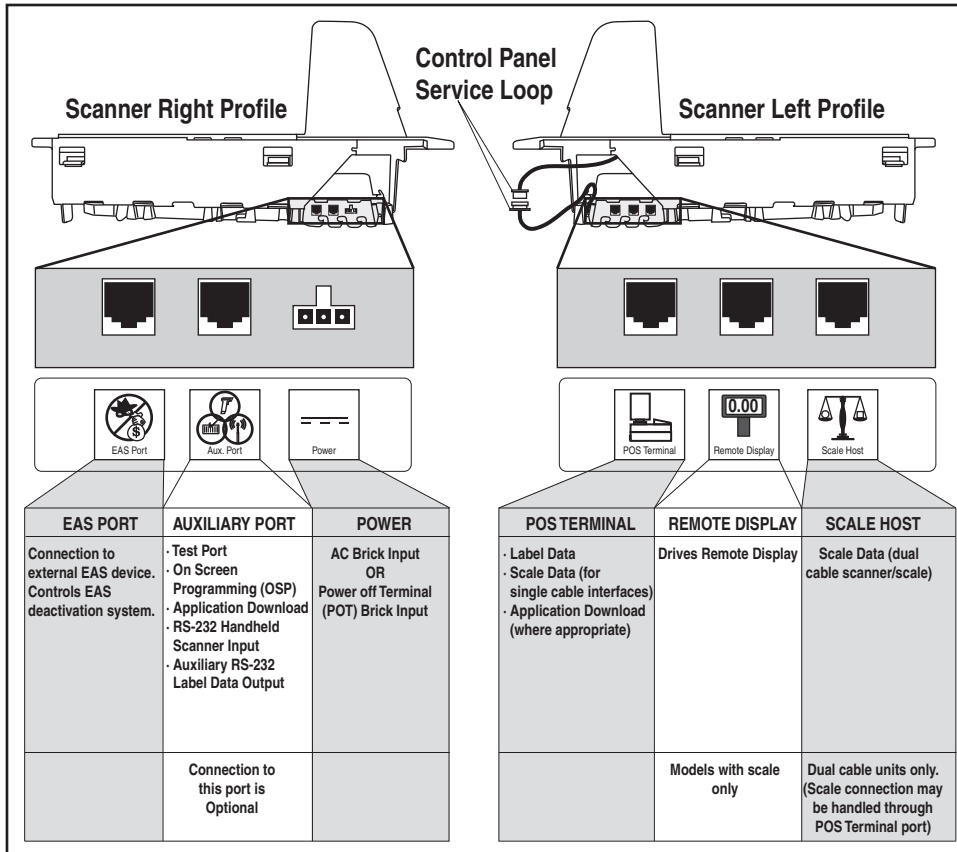 Control Panel
Service Loop
Scanner Right Profile
Scanner Left Profile
EAS Port
Aux. Port
Power
0.00
POS Terminal
Remote Display
Scale Host
$
EAS PORT
Connection to
external EAS device.
Controls EAS
deactivation system.
AUXILIARY PORT
· Test Port
· On Screen
Programming (OSP)
· Application Download
· RS-232 Handheld
Scanner Input
· Auxiliary RS-232
Label Data Output
Connection to
this port is
Optional
POWER
AC Brick Input
OR
Power off Terminal
(POT) Brick Input
POS TERMINAL
· Label Data
· Scale Data (for
single cable interfaces)
· Application Download
(where appropriate)
REMOTE DISPLAY
Drives Remote Display
Models with scale
only
SCALE HOST
Scale Data (dual
cable scanner/scale)
Dual cable units only.
(Scale connection may
be handled through
POS Terminal port)